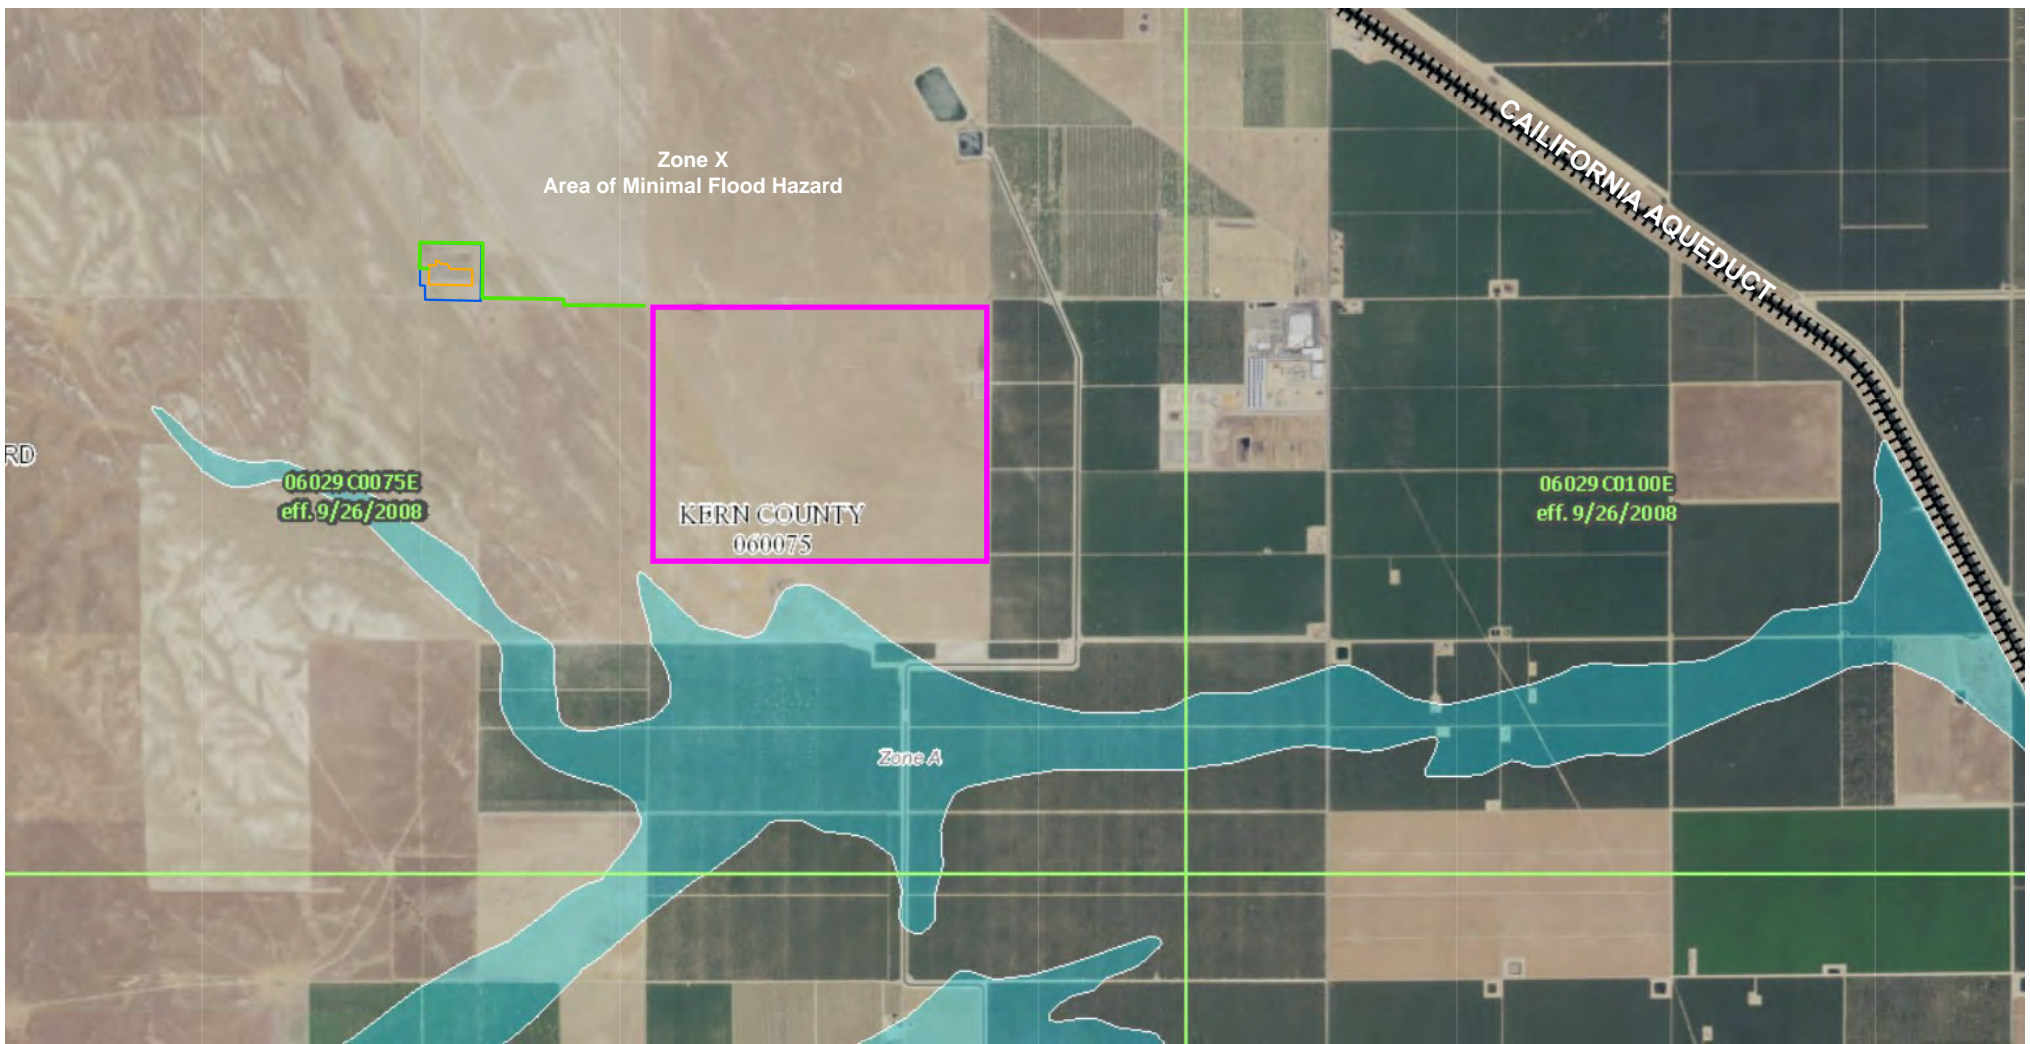 Zone X
Area of Minimal Flood Hazard
CAILIFORNIA AQUEDUCT
RD
06029C0075E
eff. 9/26/2008
06029C0100E
eff. 9/26/2008
KERN COUNTY
060075
Zone A